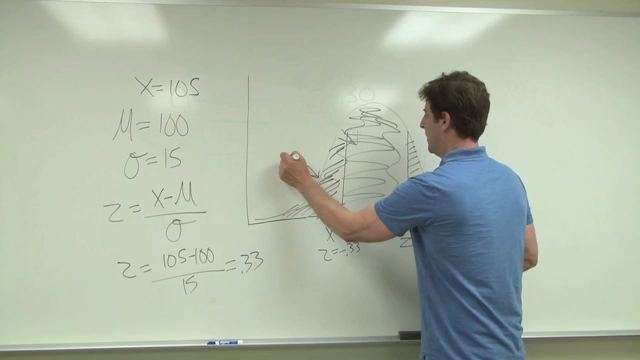 X=105
M=100
σ=15
z=X-M/σ
z=105-100/15=.33
X
z=-.33
z